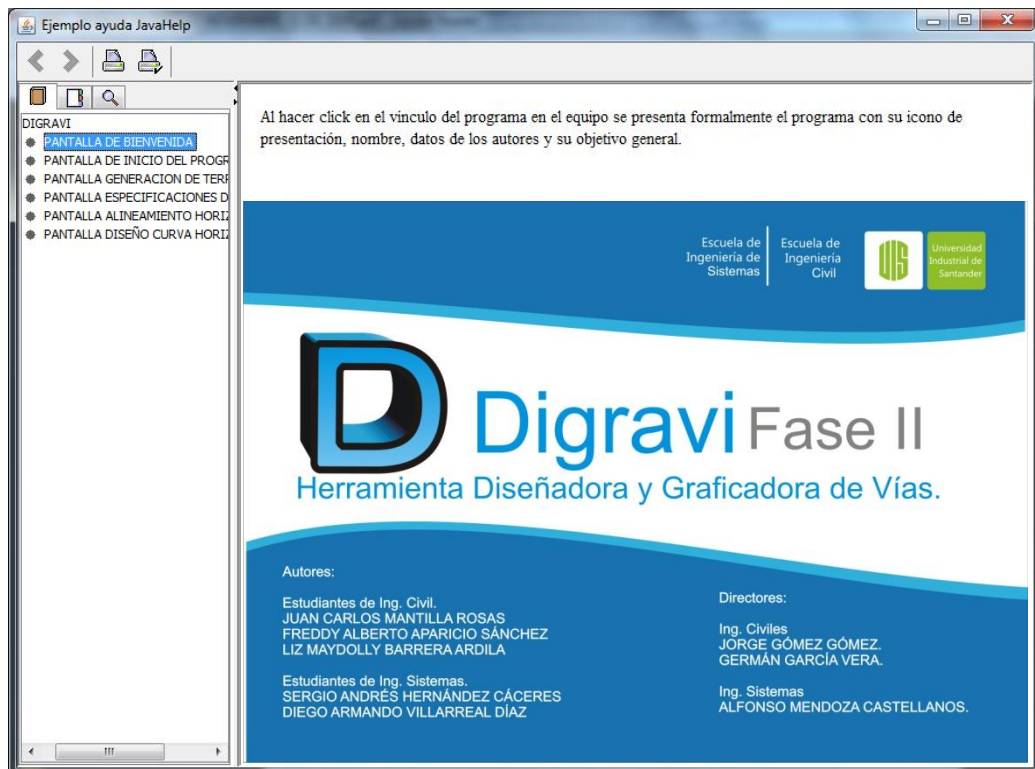 Ejemplo ayuda JavaHelp
DIGRAVI
PANTALLA DE BIENVENIDA
PANTALLA DE INICIO DEL PROGR
PANTALLA GENERACION DE TERR
PANTALLA ESPECIFICACIONES D
PANTALLA ALINEAMIENTO HORIZ
PANTALLA DISEÑO CURVA HORIZ
Al hacer click en el vinculo del programa en el equipo se presenta formalmente el programa con su icono de
presentación, nombre, datos de los autores y su objetivo general.
Escuela de
Ingeniería de
Sistemas
Escuela de
Ingeniería
Civil
UIS
Universidad
Industrial de
Santander
D Digravi Fase II
Herramienta Diseñadora y Graficadora de Vías.
Autores:
Estudiantes de Ing. Civil.
JUAN CARLOS MANTILLA ROSAS
FREDDY ALBERTO APARICIO SÁNCHEZ
LIZ MAYDOLLY BARRERA ARDILA
Estudiantes de Ing. Sistemas.
SERGIO ANDRÉS HERNÁNDEZ CÁCERES
DIEGO ARMANDO VILLARREAL DÍAZ
Directores:
Ing. Civiles
JORGE GÓMEZ GÓMEZ.
GERMÁN GARCÍA VERA.
Ing. Sistemas
ALFONSO MENDOZA CASTELLANOS.